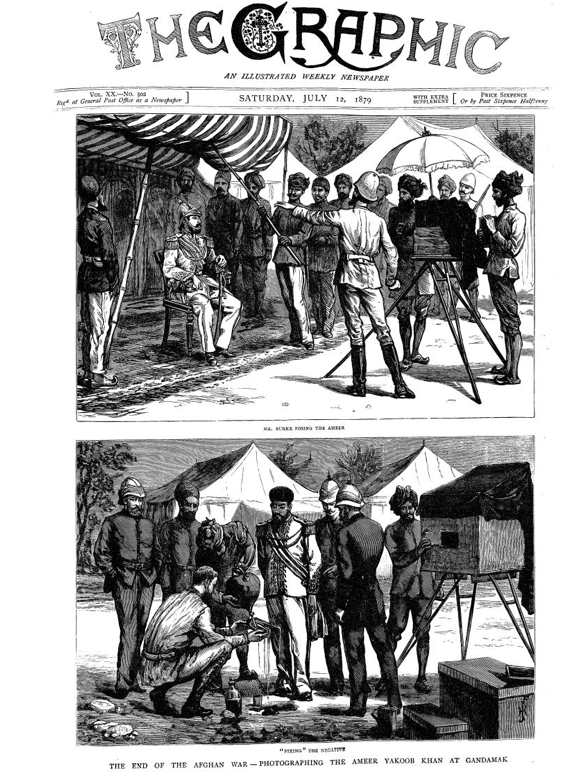 THE GRAPHIC
AN ILLUSTRATED WEEKLY NEWSPAPER
VOL. XX.—NO. 502
Regd at General Post Office as a Newspaper
SATURDAY, JULY 12, 1879
WITH EXTRA
SUPPLEMENT
PRICE SIXPENCE
Or by Post Sixpence Halfpenny
MR. BURKE POSING THE AMEER
"FIXING" THE NEGATIVE
THE END OF THE AFGHAN WAR — PHOTOGRAPHING THE AMEER YAKOOB KHAN AT GANDAMAK